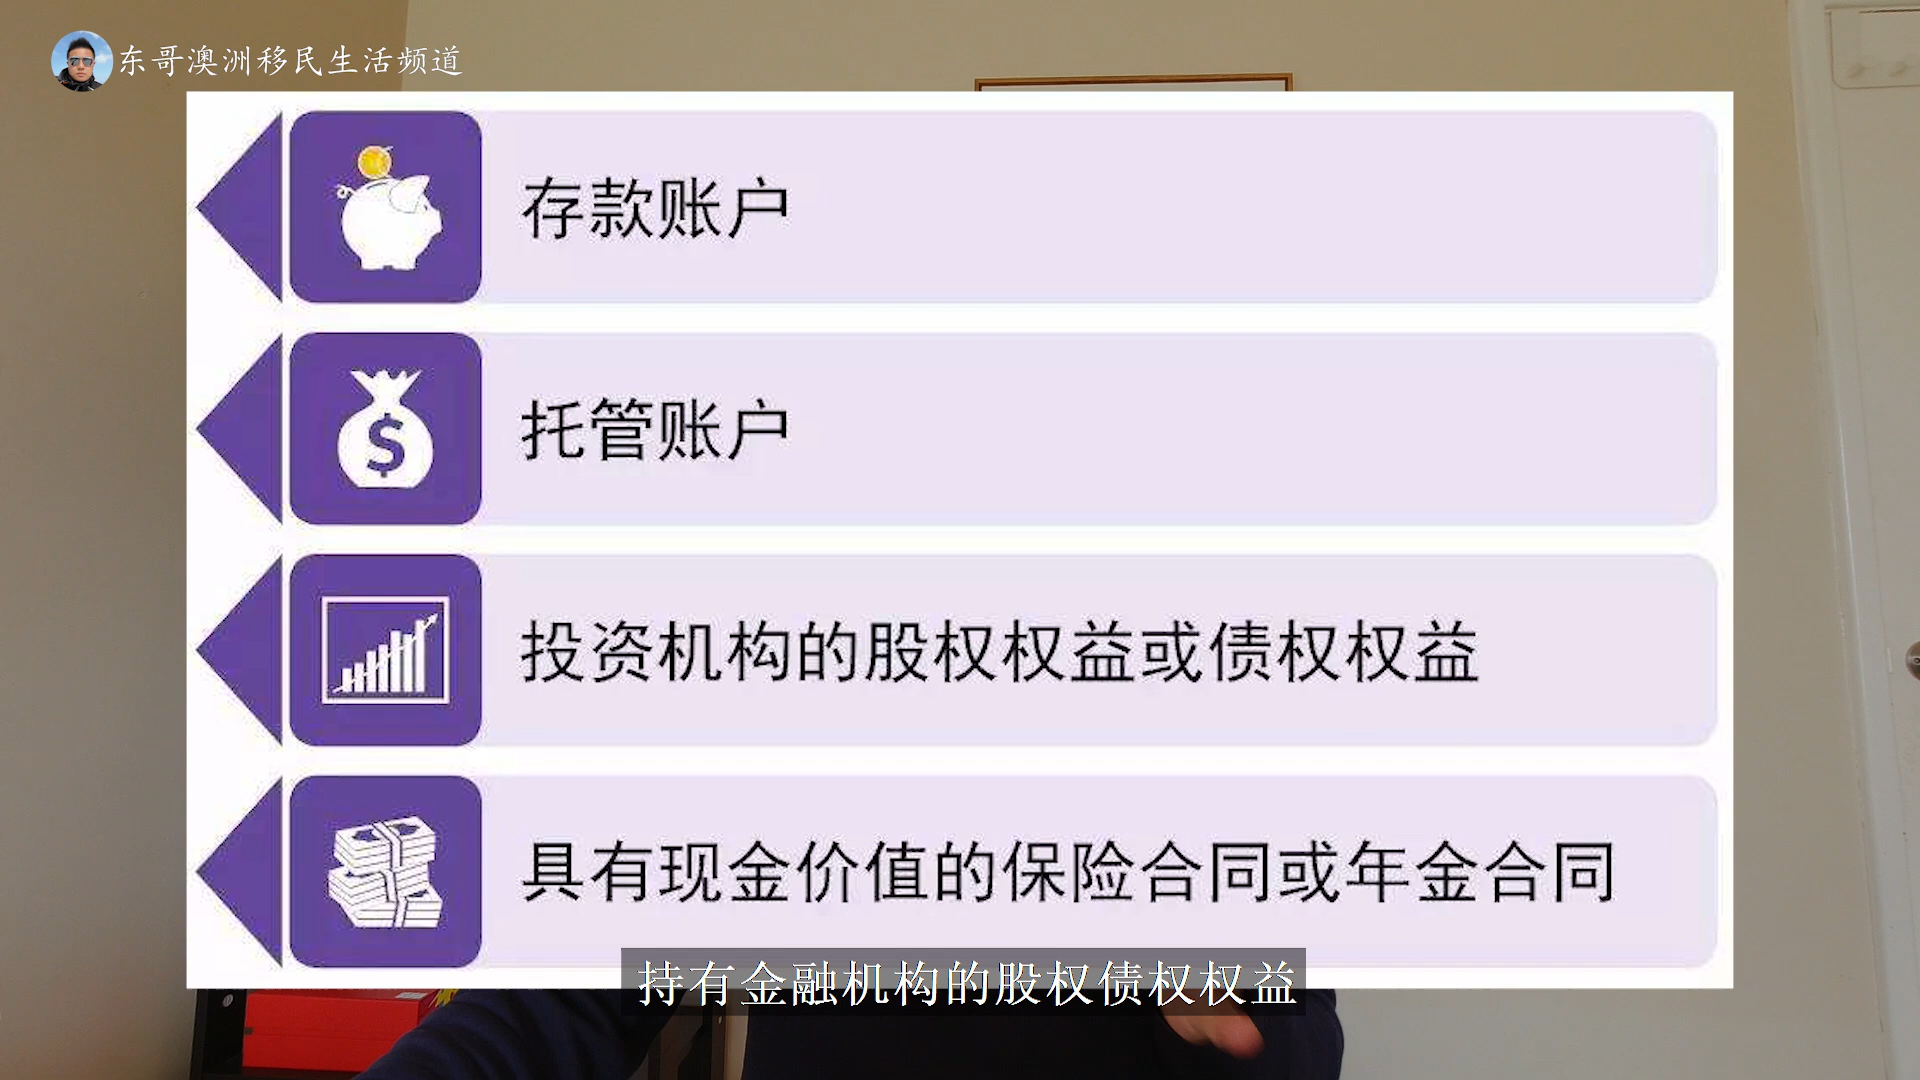 东哥澳洲移民生活频道
存款账户
托管账户
$
投资机构的股权权益或债权权益
具有现金价值的保险合同或年金合同
持有金融机构的股权债权权益